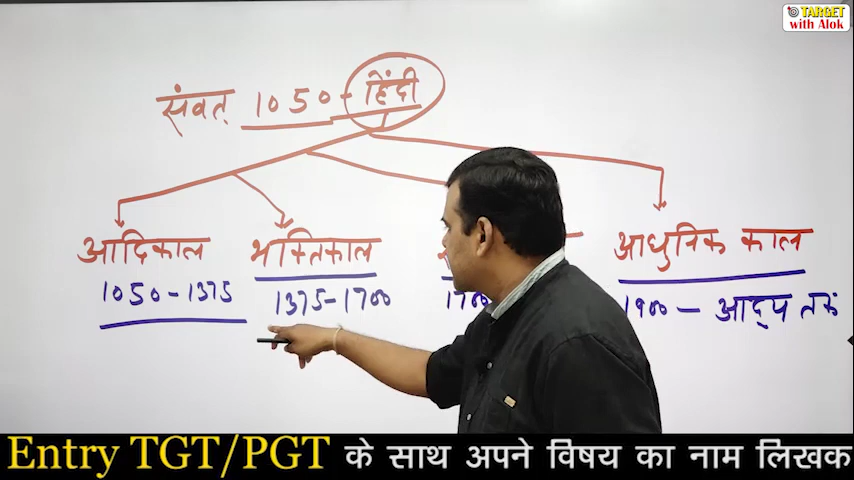 TARGET
with Alok
संवत् 1050 - हिंदी
आदिकाल भक्तिकाल आधुनिक काल
1050 - 1375 1375 - 1700 1700 1900 - आद्य तक
Entry TGT/PGT के साथ अपने विषय का नाम लिखक